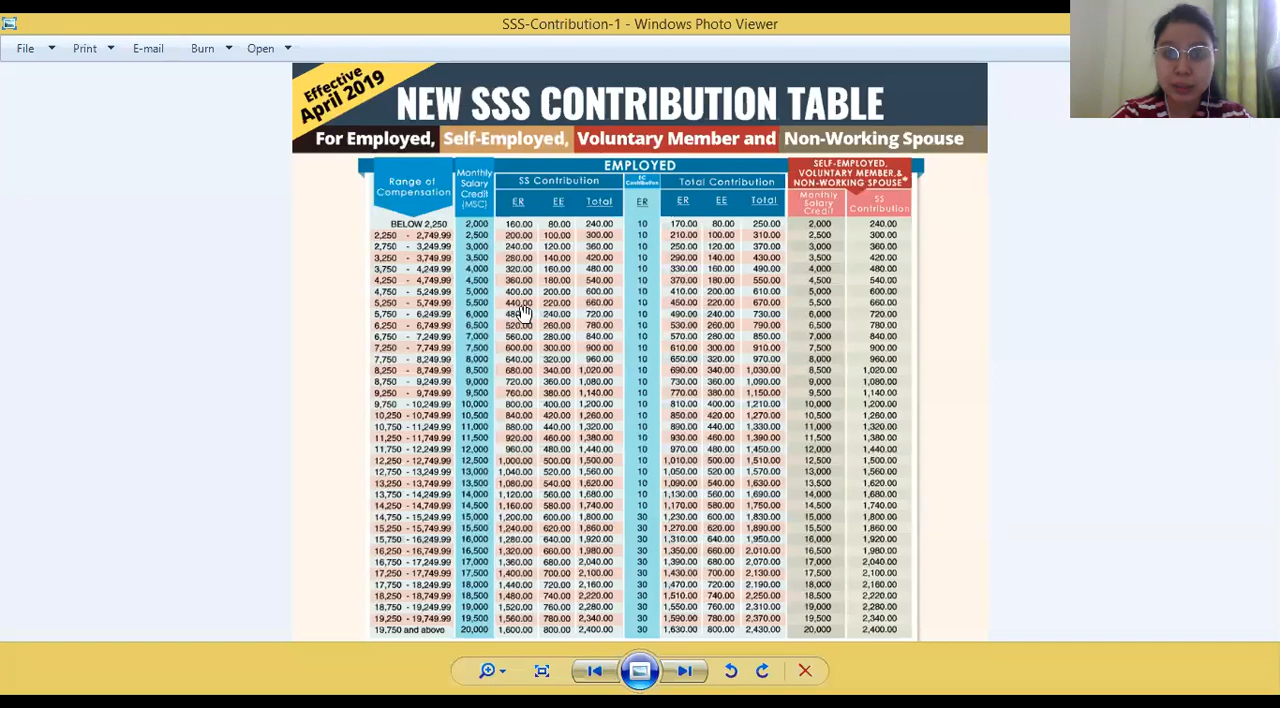 SSS-Contribution-1 - Windows Photo Viewer
File Print E-mail Burn Open
Effective
April 2019
NEW SSS CONTRIBUTION TABLE
For Employed, Self-Employed, Voluntary Member and Non-Working Spouse
EMPLOYED
SELF-EMPLOYED,
VOLUNTARY MEMBER,&
NON-WORKING SPOUSE*
Range of
Compensation
Monthly
Salary
Credit
(MSC)
SS Contribution
EC
Contribution
Total Contribution
Monthly
Salary
Credit
SS
Contribution
ER EE Total ER ER EE Total
BELOW 2,250 2,000 160.00 80.00 240.00 10 170.00 80.00 250.00 2,000 240.00
2,250 - 2,749.99 2,500 200.00 100.00 300.00 10 210.00 100.00 310.00 2,500 300.00
2,750 - 3,249.99 3,000 240.00 120.00 360.00 10 250.00 120.00 370.00 3,000 360.00
3,250 - 3,749.99 3,500 280.00 140.00 420.00 10 290.00 140.00 430.00 3,500 420.00
3,750 - 4,249.99 4,000 320.00 160.00 480.00 10 330.00 160.00 490.00 4,000 480.00
4,250 - 4,749.99 4,500 360.00 180.00 540.00 10 370.00 180.00 550.00 4,500 540.00
4,750 - 5,249.99 5,000 400.00 200.00 600.00 10 410.00 200.00 610.00 5,000 600.00
5,250 - 5,749.99 5,500 440.00 220.00 660.00 10 450.00 220.00 670.00 5,500 660.00
5,750 - 6,249.99 6,000 240.00 720.00 10 490.00 240.00 730.00 6,000 720.00
6,250 - 6,749.99 6,500 520.00 260.00 780.00 10 530.00 260.00 790.00 6,500 780.00
6,750 - 7,249.99 7,000 560.00 280.00 840.00 10 570.00 280.00 850.00 7,000 840.00
7,250 - 7,749.99 7,500 600.00 300.00 900.00 10 610.00 300.00 910.00 7,500 900.00
7,750 - 8,249.99 8,000 640.00 320.00 960.00 10 650.00 320.00 970.00 8,000 960.00
8,250 - 8,749.99 8,500 680.00 340.00 1,020.00 10 690.00 340.00 1,030.00 8,500 1,020.00
8,750 - 9,249.99 9,000 720.00 360.00 1,080.00 10 730.00 360.00 1,090.00 9,000 1,080.00
9,250 - 9,749.99 9,500 760.00 380.00 1,140.00 10 770.00 380.00 1,150.00 9,500 1,140.00
9,750 - 10,249.99 10,000 800.00 400.00 1,200.00 10 810.00 400.00 1,210.00 10,000 1,200.00
10,250 - 10,749.99 10,500 840.00 420.00 1,260.00 10 850.00 420.00 1,270.00 10,500 1,260.00
10,750 - 11,249.99 11,000 880.00 440.00 1,320.00 10 890.00 440.00 1,330.00 11,000 1,320.00
11,250 - 11,749.99 11,500 920.00 460.00 1,380.00 10 930.00 460.00 1,390.00 11,500 1,380.00
11,750 - 12,249.99 12,000 960.00 480.00 1,440.00 10 970.00 480.00 1,450.00 12,000 1,440.00
12,250 - 12,749.99 12,500 1,000.00 500.00 1,500.00 10 1,010.00 500.00 1,510.00 12,500 1,500.00
12,750 - 13,249.99 13,000 1,040.00 520.00 1,560.00 10 1,050.00 520.00 1,570.00 13,000 1,560.00
13,250 - 13,749.99 13,500 1,080.00 540.00 1,620.00 10 1,090.00 540.00 1,630.00 13,500 1,620.00
13,750 - 14,249.99 14,000 1,120.00 560.00 1,680.00 10 1,130.00 560.00 1,690.00 14,000 1,680.00
14,250 - 14,749.99 14,500 1,160.00 580.00 1,740.00 10 1,170.00 580.00 1,750.00 14,500 1,740.00
14,750 - 15,249.99 15,000 1,200.00 600.00 1,800.00 30 1,230.00 600.00 1,830.00 15,000 1,800.00
15,250 - 15,749.99 15,500 1,240.00 620.00 1,860.00 30 1,270.00 620.00 1,890.00 15,500 1,860.00
15,750 - 16,249.99 16,000 1,280.00 640.00 1,920.00 30 1,310.00 640.00 1,950.00 16,000 1,920.00
16,250 - 16,749.99 16,500 1,320.00 660.00 1,980.00 30 1,350.00 660.00 2,010.00 16,500 1,980.00
16,750 - 17,249.99 17,000 1,360.00 680.00 2,040.00 30 1,390.00 680.00 2,070.00 17,000 2,040.00
17,250 - 17,749.99 17,500 1,400.00 700.00 2,100.00 30 1,430.00 700.00 2,130.00 17,500 2,100.00
17,750 - 18,249.99 18,000 1,440.00 720.00 2,160.00 30 1,470.00 720.00 2,190.00 18,000 2,160.00
18,250 - 18,749.99 18,500 1,480.00 740.00 2,220.00 30 1,510.00 740.00 2,250.00 18,500 2,220.00
18,750 - 19,249.99 19,000 1,520.00 760.00 2,280.00 30 1,550.00 760.00 2,310.00 19,000 2,280.00
19,250 - 19,749.99 19,500 1,560.00 780.00 2,340.00 30 1,590.00 780.00 2,370.00 19,500 2,340.00
19,750 and above 20,000 1,600.00 800.00 2,400.00 30 1,630.00 800.00 2,430.00 20,000 2,400.00